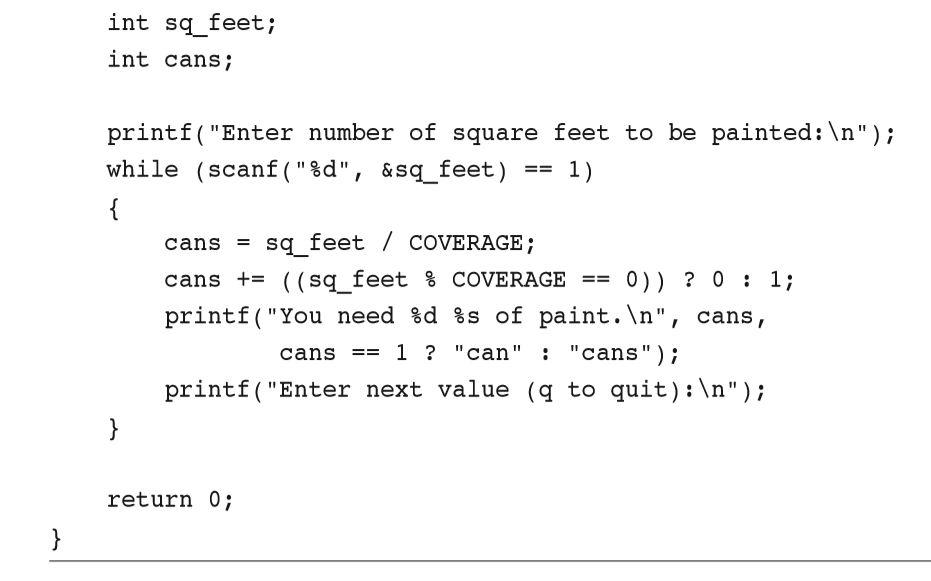 int sq_feet;
int cans;
printf("Enter number of square feet to be painted:\n");
while (scanf("%d", &sq_feet) == 1)
{
cans = sq_feet / COVERAGE;
cans += ((sq_feet % COVERAGE == 0)) ? 0 : 1;
printf("You need %d %s of paint.\n", cans,
cans == 1 ? "can" : "cans");
printf("Enter next value (q to quit):\n");
}
return 0;
}